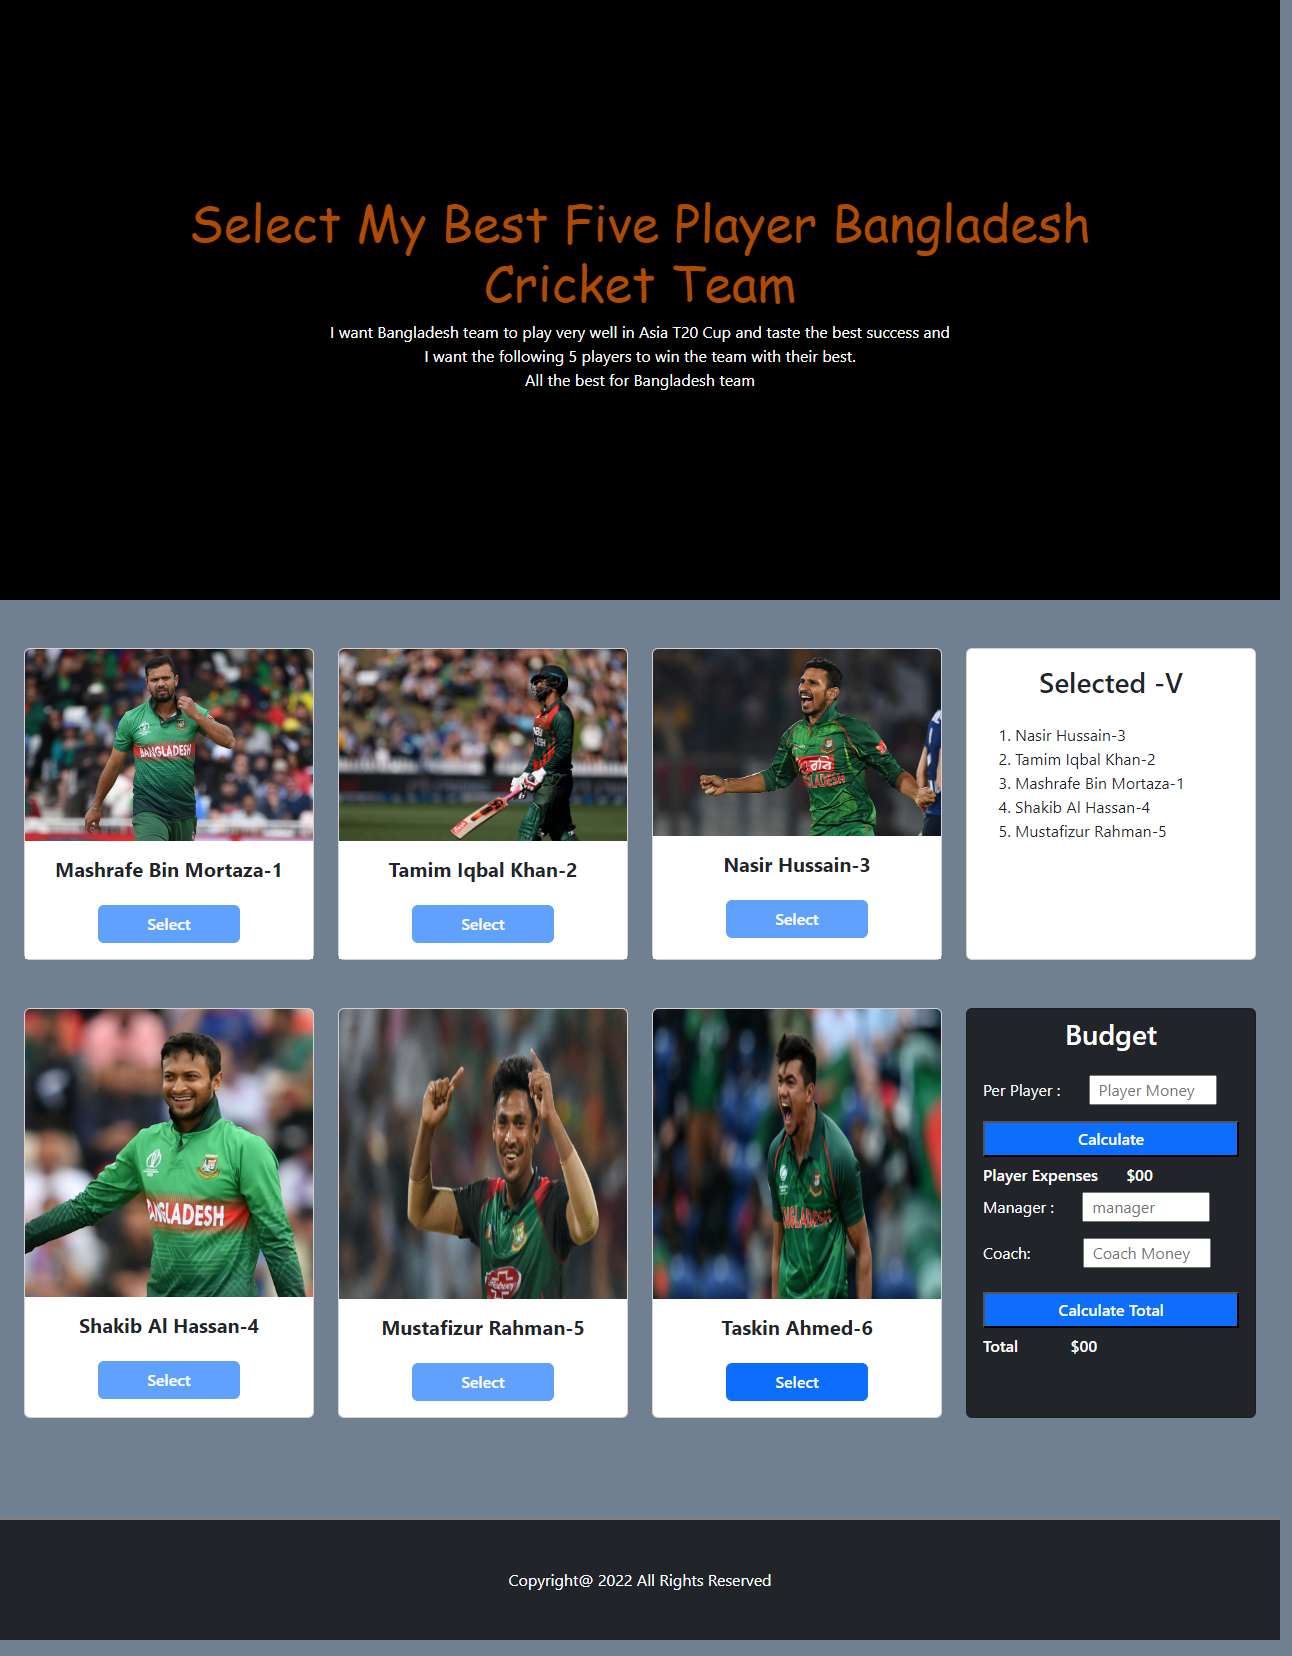 Select My Best Five Player Bangladesh
Cricket Team
I want Bangladesh team to play very well in Asia T20 Cup and taste the best success and
I want the following 5 players to win the team with their best.
All the best for Bangladesh team
BANGLADESH
Mashrafe Bin Mortaza-1
Select
Tamim Iqbal Khan-2
Select
Nasir Hussain-3
Select
Selected -V
1. Nasir Hussain-3
2. Tamim Iqbal Khan-2
3. Mashrafe Bin Mortaza-1
4. Shakib Al Hassan-4
5. Mustafizur Rahman-5
BANGLADESH
Shakib Al Hassan-4
Select
Mustafizur Rahman-5
Select
BANGLADESH
Taskin Ahmed-6
Select
Budget
Per Player : Player Money
Calculate
Player Expenses $00
Manager : manager
Coach: Coach Money
Calculate Total
Total $00
Copyright@ 2022 All Rights Reserved